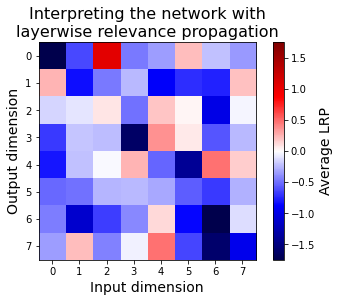 Interpreting the network with
layerwise relevance propagation
0
1
2
3
4
5
6
7
Output dimension
0 1 2 3 4 5 6 7
Input dimension
1.5
1.0
0.5
0.0
−0.5
−1.0
−1.5
Average LRP